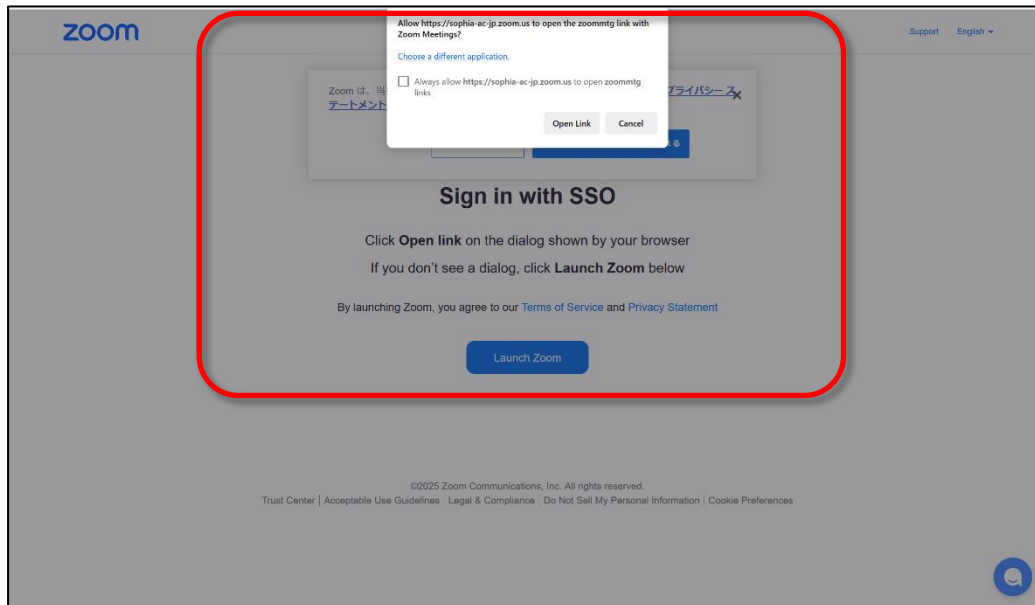 zoom
Support English
Allow https://sophia-ac-jp.zoom.us to open the zoommtg link with
Zoom Meetings?
Choose a different application.
Always allow https://sophia-ac-jp.zoom.us to open zoommtg
links
Open Link Cancel
Zoom は、当
プライバシー ス
テートメント
る
Sign in with SSO
Click Open link on the dialog shown by your browser
If you don't see a dialog, click Launch Zoom below
By launching Zoom, you agree to our Terms of Service and Privacy Statement
Launch Zoom
©2025 Zoom Communications, Inc. All rights reserved.
Trust Center | Acceptable Use Guidelines | Legal & Compliance | Do Not Sell My Personal Information | Cookie Preferences